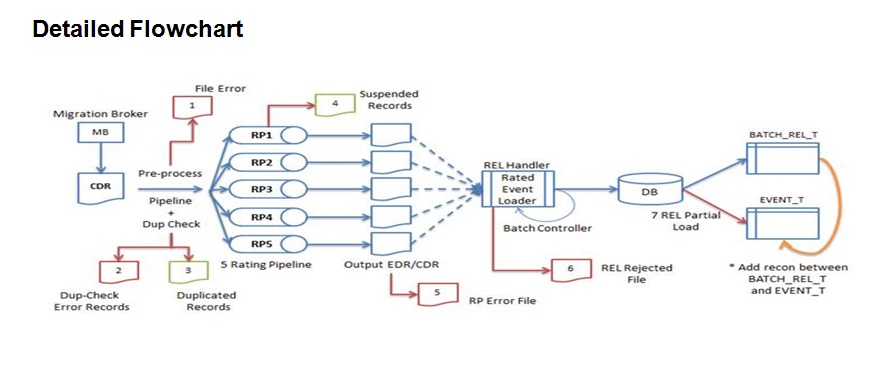 Detailed Flowchart
File Error
1
4
Suspended
Records
Migration Broker
MB
CDR
Pre-process
Pipeline
+
Dup Check
RP1
RP2
RP3
RP4
RP5
5 Rating Pipeline
Output EDR/CDR
2
Dup-Check
Error Records
3
Duplicated
Records
5
RP Error File
REL Handler
Rated
Event
Loader
Batch Controller
6
REL Rejected
File
DB
7 REL Partial
Load
BATCH_REL_T
EVENT_T
* Add recon between
BATCH_REL_T
and EVENT_T